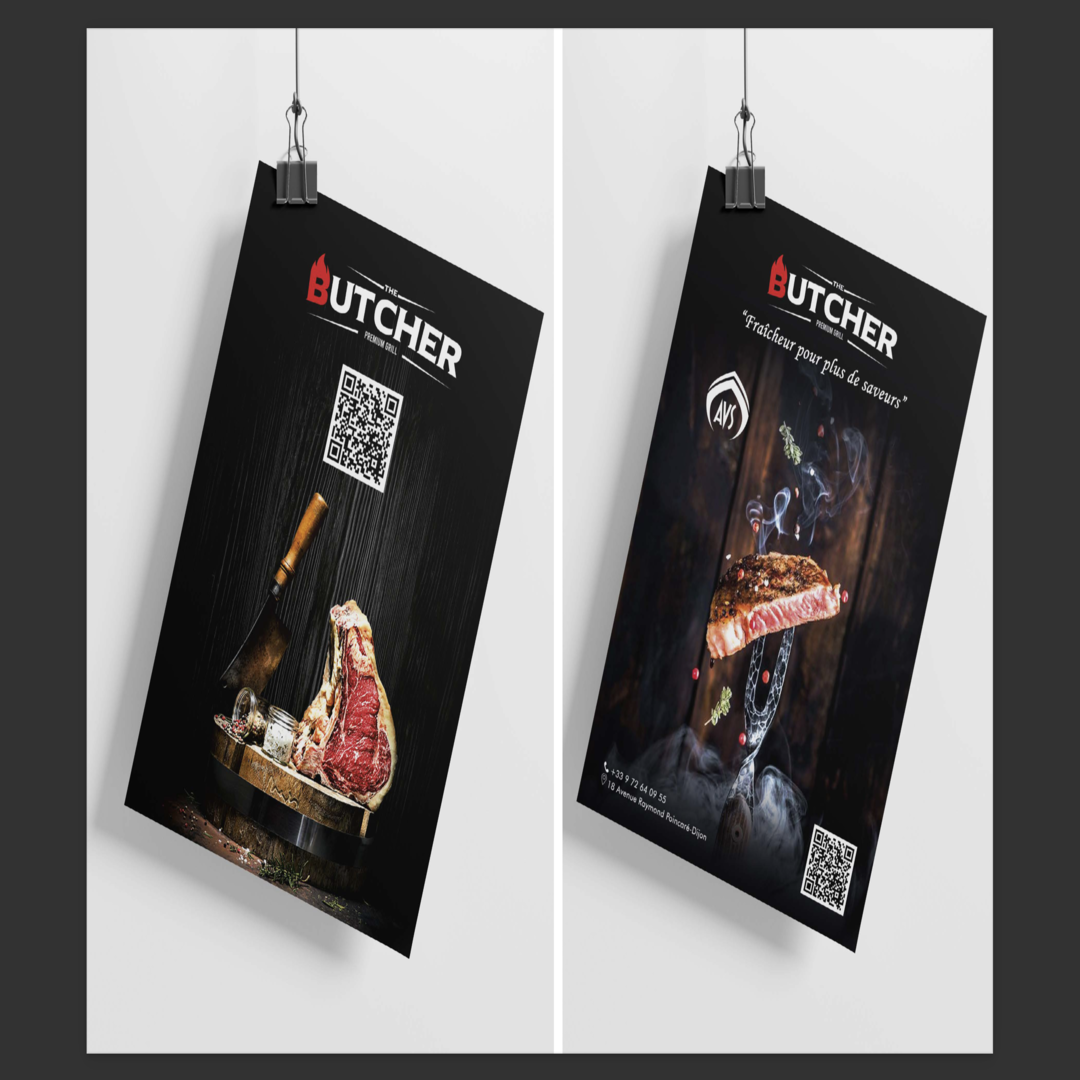 THE
BUTCHER
PREMIUM GRILL
THE
BUTCHER
PREMIUM GRILL
“Fraîcheur pour plus de saveurs”
AVS
+33 9 72 64 09 55
18 Avenue Raymond Poincaré-Dijon